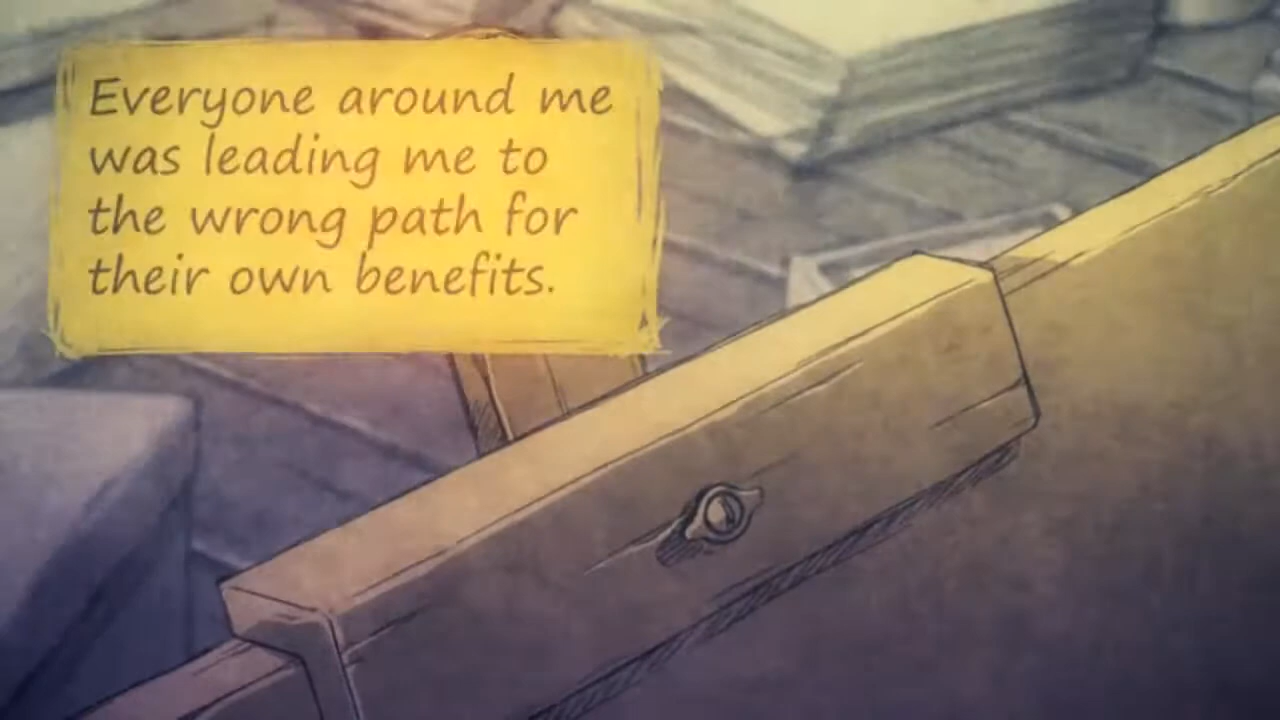 Everyone around me
was leading me to
the wrong path for
their own benefits.